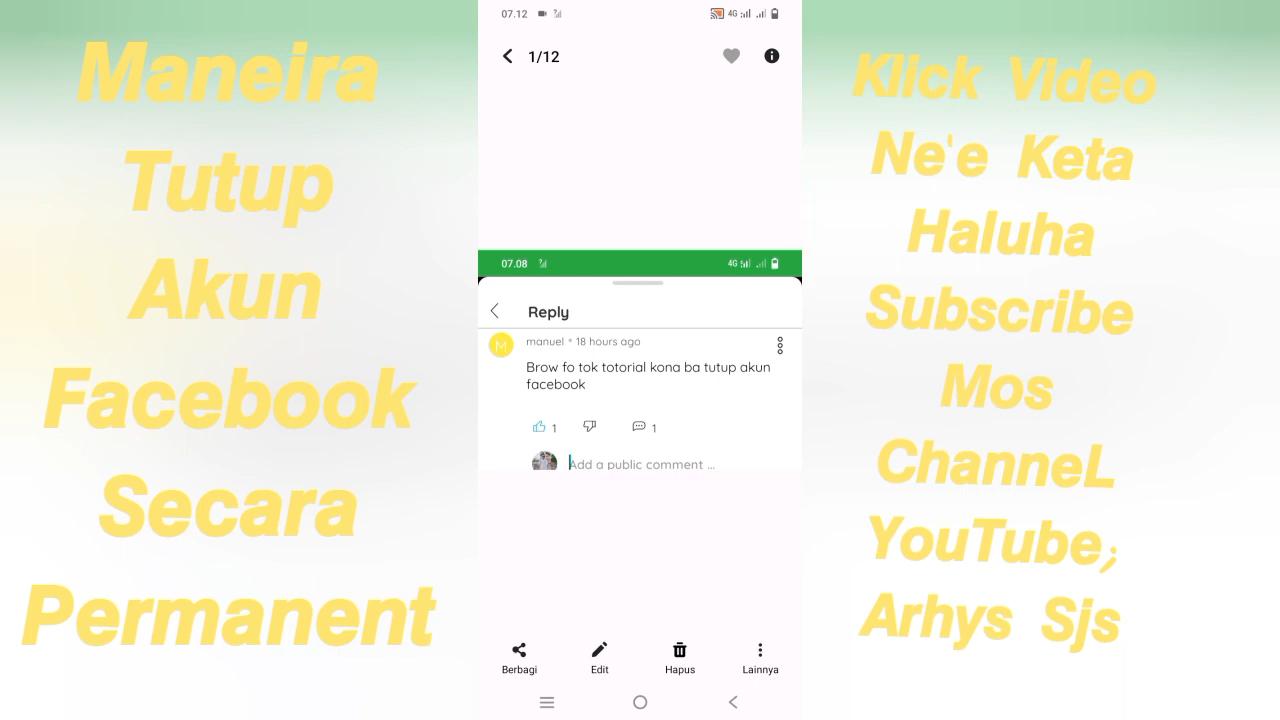 Maneira
Tutup
Akun
Facebook
Secara
Permanent
07.12 4G
1/12
07.08 4G
Reply
M
manuel • 18 hours ago
Brow fo tok totorial kona ba tutup akun
facebook
1 1
Add a public comment ...
Berbagi Edit Hapus Lainnya
Klick Video
Ne'e Keta
Haluha
Subscribe
Mos
ChanneL
YouTube;
Arhys Sjs